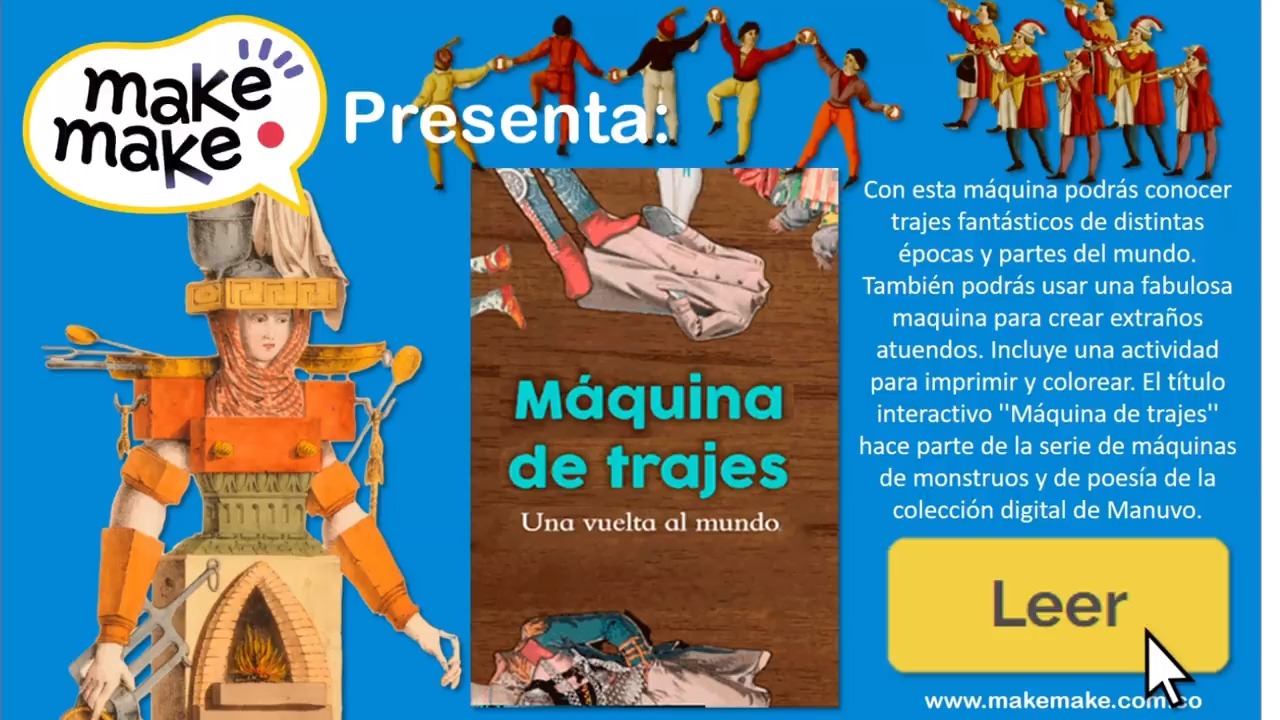 make
make
Presenta:
Máquina
de trajes
Una vuelta al mundo
Con esta máquina podrás conocer
trajes fantásticos de distintas
épocas y partes del mundo.
También podrás usar una fabulosa
maquina para crear extraños
atuendos. Incluye una actividad
para imprimir y colorear. El título
interactivo ''Máquina de trajes''
hace parte de la serie de máquinas
de monstruos y de poesía de la
colección digital de Manuvo.
Leer
www.makemake.com.co